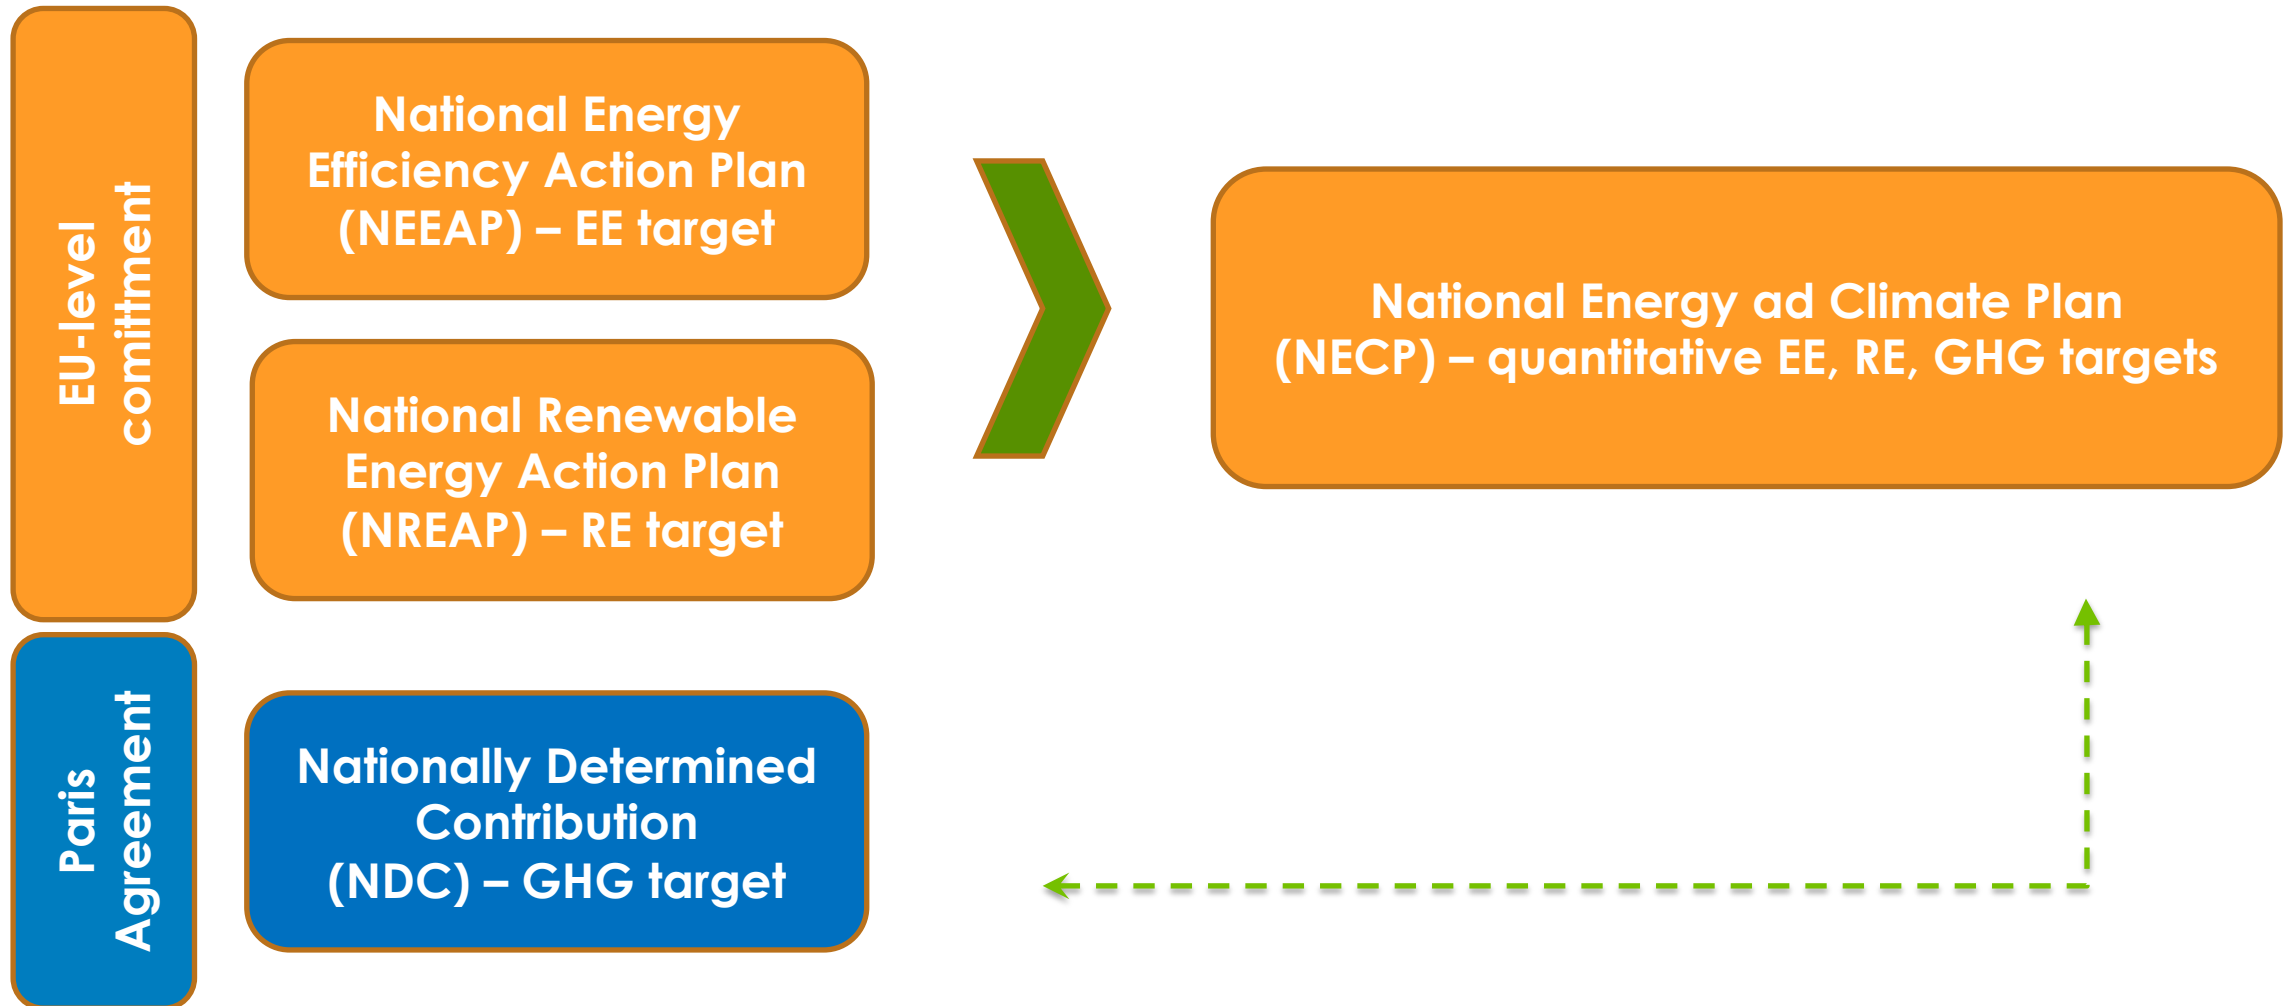 EU-level
comittment
National Energy
Efficiency Action Plan
(NEEAP) – EE target
National Renewable
Energy Action Plan
(NREAP) – RE target
National Energy ad Climate Plan
(NECP) – quantitative EE, RE, GHG targets
Paris
Agreement
Nationally Determined
Contribution
(NDC) – GHG target